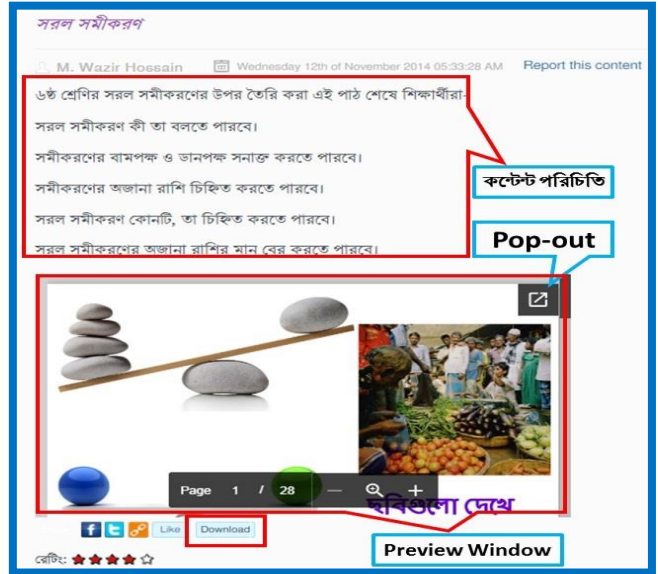 সরল সমীকরণ
M. Wazir Hossain Wednesday 12th of November 2014 05:33:28 AM Report this content
৬ষ্ঠ শ্রেণির সরল সমীকরণের উপর তৈরি করা এই পাঠ শেষে শিক্ষার্থীরা-
সরল সমীকরণ কী তা বলতে পারবে।
সমীকরণের বামপক্ষ ও ডানপক্ষ সনাক্ত করতে পারবে।
সমীকরণের অজানা রাশি চিহ্নিত করতে পারবে।
কন্টেন্ট পরিচিতি
সরল সমীকরণ কোনটি, তা চিহ্নিত করতে পারবে।
সরল সমীকরণের অজানা রাশির মান বের করতে পারবে।
Pop-out
Page 1 / 28
ছবিগুলো দেখে
Like Download
Preview Window
রেটিং: